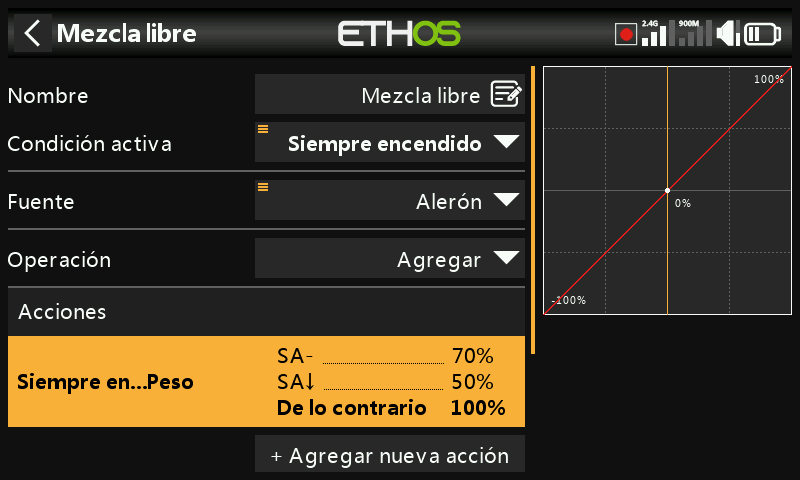 Mezcla libre
ETHOS
2.4G
900M
Nombre
Mezcla libre
Condición activa
Siempre encendido
Fuente
Alerón
Operación
Agregar
Acciones
Siempre en...Peso
SA- 70%
SA↓ 50%
De lo contrario 100%
+ Agregar nueva acción
100%
0%
-100%